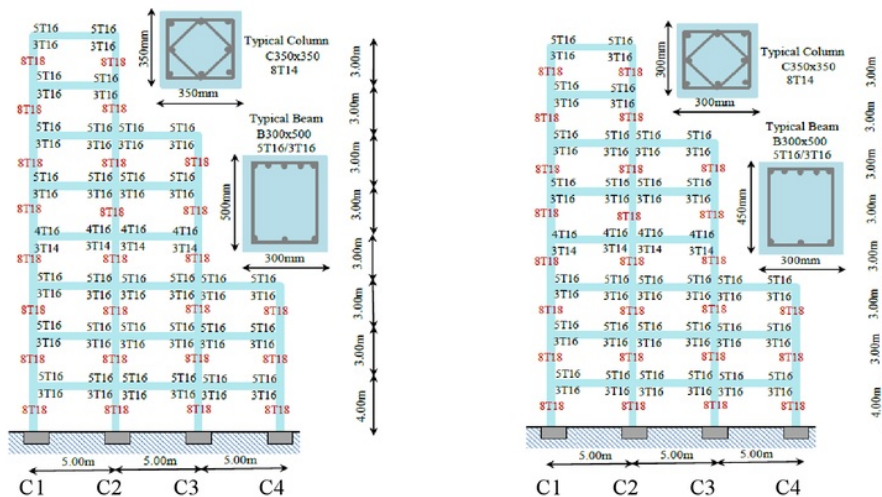 5T16 5T16
3T16 3T16
8T18 8T18
5T16 5T16
3T16 3T16
8T18 8T18
5T16 5T16 5T16 5T16
3T16 3T16 3T16 3T16
8T18 8T18 8T18
5T16 5T16 5T16 5T16
3T16 3T16 3T16 3T16
8T18 8T18 8T18
4T16 4T16 4T16 4T16
3T14 3T14 3T14 3T14
8T18 8T18 8T18
5T16 5T16 5T16 5T16 5T16 5T16
3T16 3T16 3T16 3T16 3T16 3T16
8T18 8T18 8T18 8T18
5T16 5T16 5T16 5T16 5T16 5T16
3T16 3T16 3T16 3T16 3T16 3T16
8T18 8T18 8T18 8T18
5T16 5T16 5T16 5T16 5T16 5T16
3T16 3T16 3T16 3T16 3T16 3T16
8T18 8T18 8T18 8T18
5.00m 5.00m 5.00m
C1 C2 C3 C4
350mm
350mm
Typical Column
C350x350
8T14
Typical Beam
B300x500
5T16/3T16
500mm
300mm
3.00m
3.00m
3.00m
3.00m
3.00m
3.00m
3.00m
4.00m
5T16 5T16
3T16 3T16
8T18 8T18
5T16 5T16
3T16 3T16
8T18 8T18
5T16 5T16 5T16 5T16
3T16 3T16 3T16 3T16
8T18 8T18 8T18
5T16 5T16 5T16 5T16
3T16 3T16 3T16 3T16
8T18 8T18 8T18
4T16 4T16 4T16 4T16
3T14 3T14 3T14 3T14
8T18 8T18 8T18
5T16 5T16 5T16 5T16 5T16 5T16
3T16 3T16 3T16 3T16 3T16 3T16
8T18 8T18 8T18 8T18
5T16 5T16 5T16 5T16 5T16 5T16
3T16 3T16 3T16 3T16 3T16 3T16
8T18 8T18 8T18 8T18
5T16 5T16 5T16 5T16 5T16 5T16
3T16 3T16 3T16 3T16 3T16 3T16
8T18 8T18 8T18 8T18
5.00m 5.00m 5.00m
C1 C2 C3 C4
300mm
300mm
Typical Column
C350x350
8T14
Typical Beam
B300x500
5T16/3T16
450mm
300mm
3.00m
3.00m
3.00m
3.00m
3.00m
3.00m
3.00m
4.00m